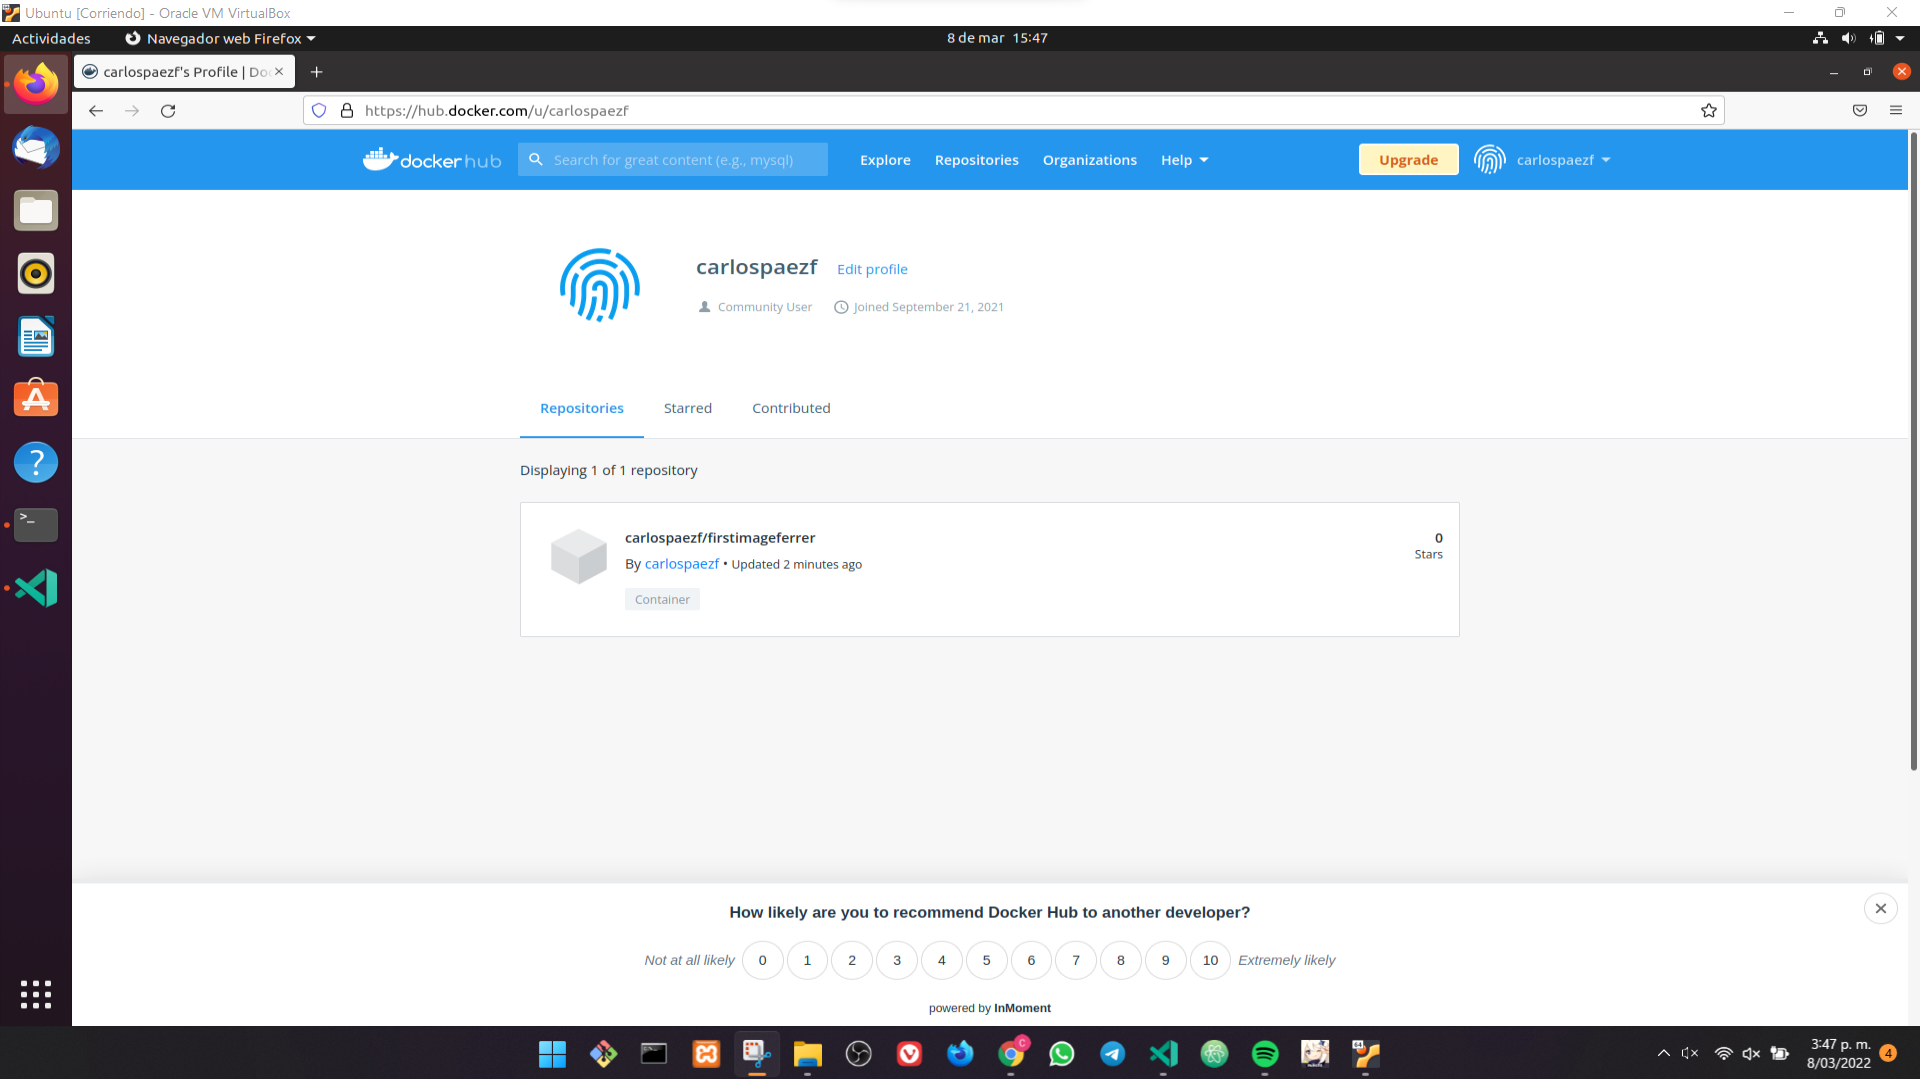 Ubuntu [Corriendo] - Oracle VM VirtualBox
Actividades
Navegador web Firefox
8 de mar 15:47
carlospaezf's Profile | Do
https://hub.docker.com/u/carlospaezf
docker hub
Search for great content (e.g., mysql)
Explore
Repositories
Organizations
Help
Upgrade
carlospaezf
carlospaezf
Edit profile
Community User
Joined September 21, 2021
Repositories
Starred
Contributed
Displaying 1 of 1 repository
carlospaezf/firstimageferrer
By carlospaezf • Updated 2 minutes ago
Container
0
Stars
How likely are you to recommend Docker Hub to another developer?
Not at all likely 0 1 2 3 4 5 6 7 8 9 10 Extremely likely
powered by InMoment
3:47 p. m.
8/03/2022
4